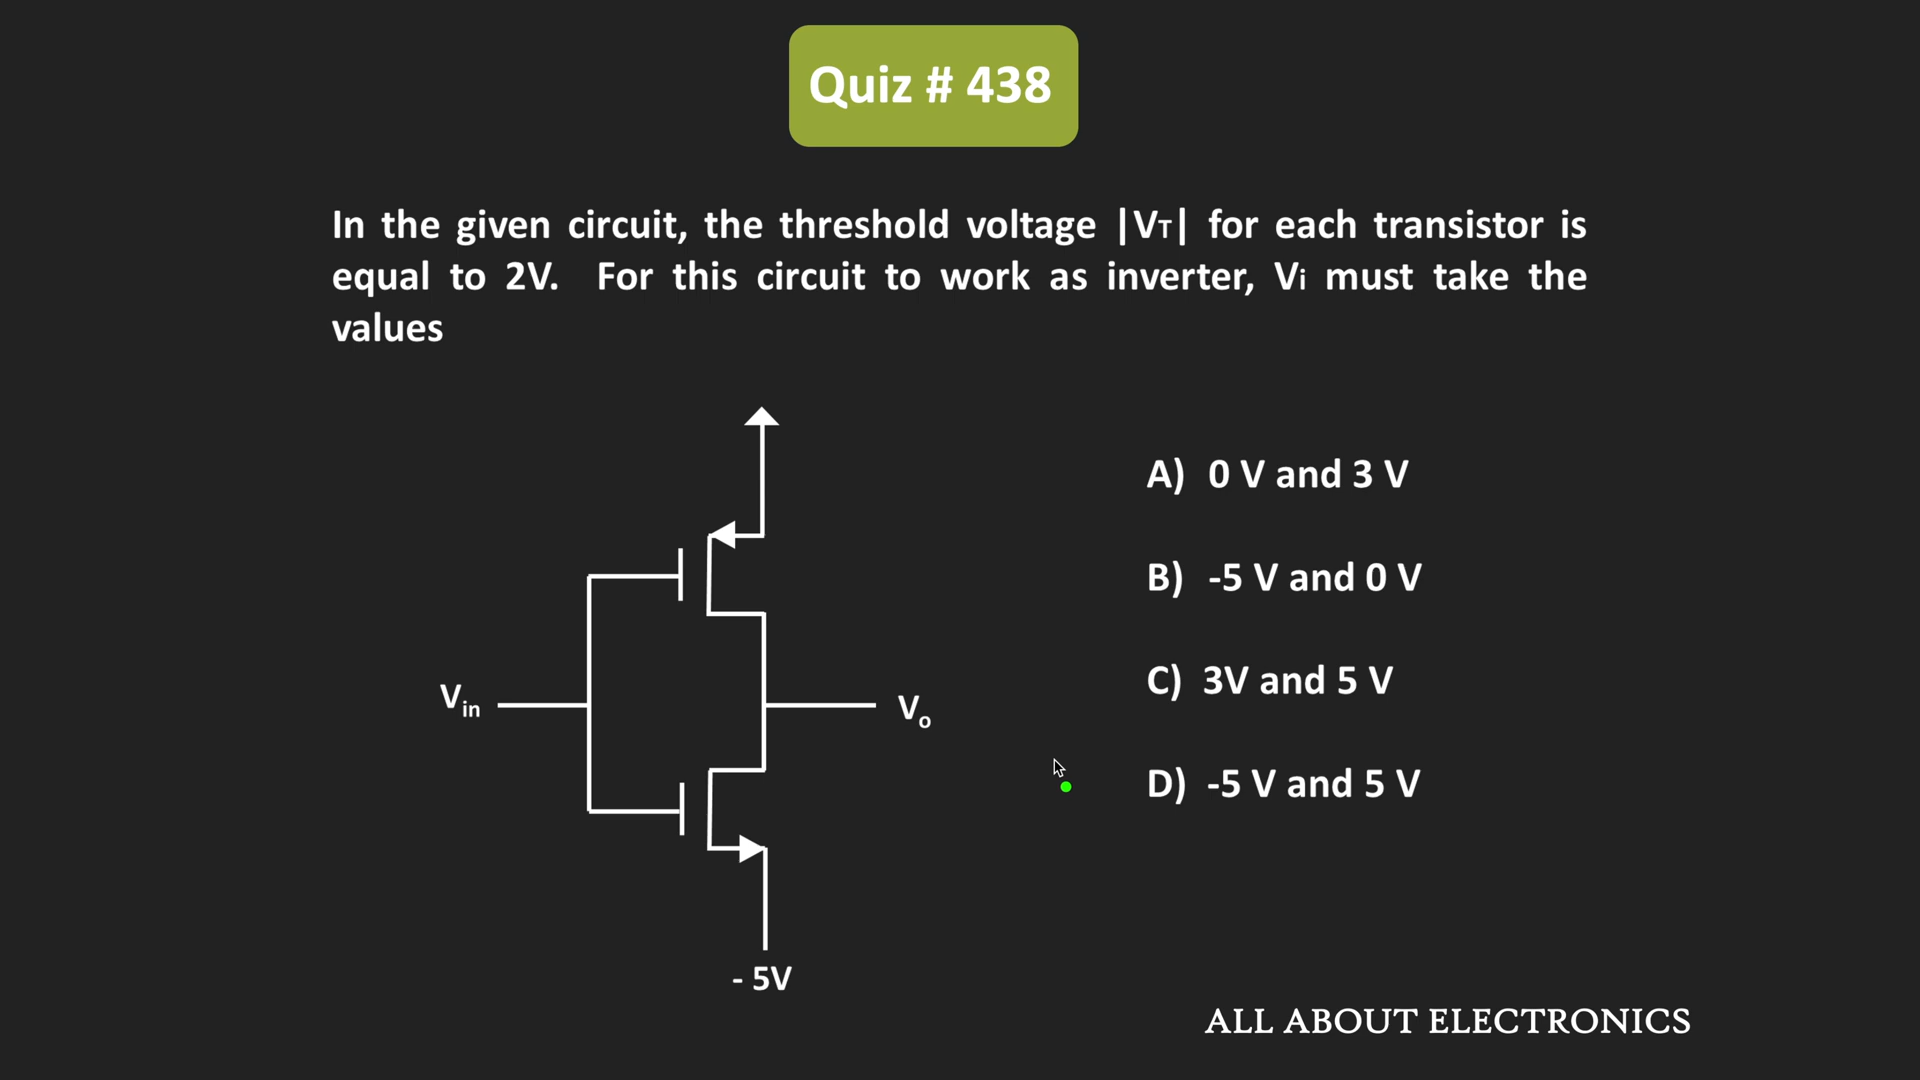 Quiz # 438
In the given circuit, the threshold voltage |VT| for each transistor is
equal to 2V. For this circuit to work as inverter, Vi must take the
values
A) 0 V and 3 V
B) -5 V and 0 V
C) 3V and 5 V
D) -5 V and 5 V
Vin
Vo
- 5V
ALL ABOUT ELECTRONICS